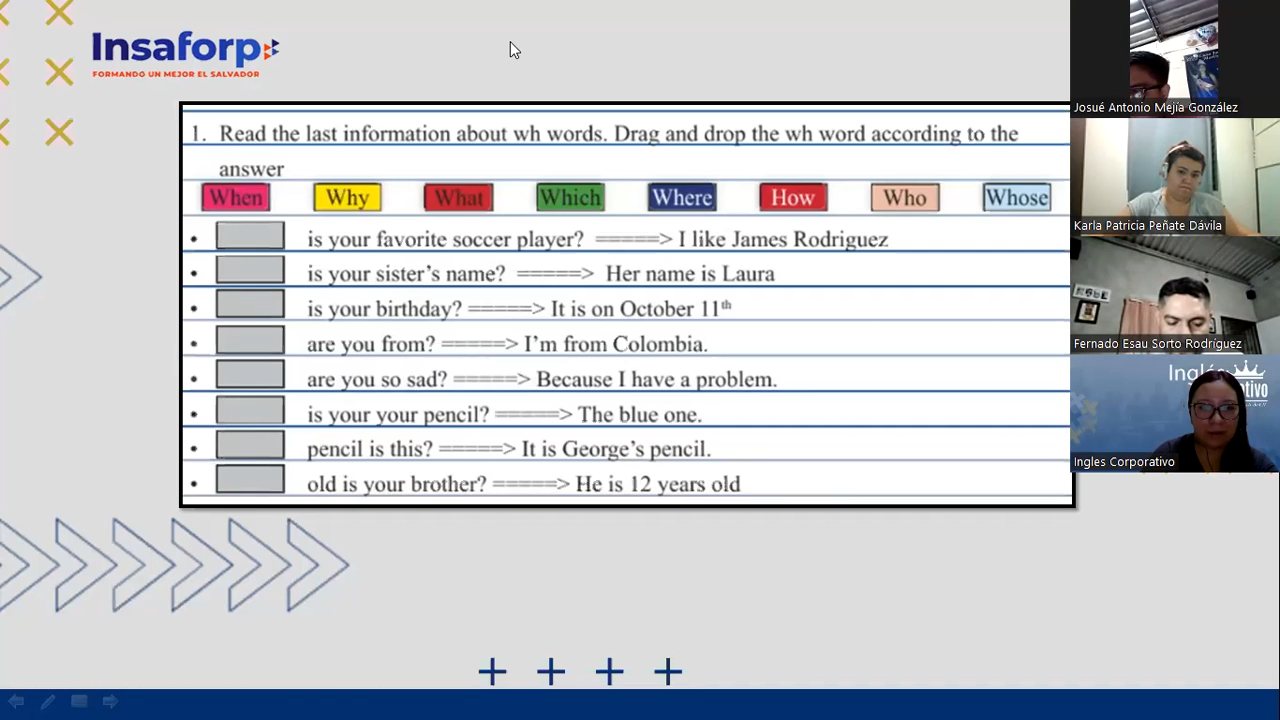 Insaforp
FORMANDO UN MEJOR EL SALVADOR
1. Read the last information about wh words. Drag and drop the wh word according to the
answer
When Why What Which Where How Who Whose
• is your favorite soccer player? =====> I like James Rodriguez
• is your sister's name? =====> Her name is Laura
• is your birthday? =====> It is on October 11th
• are you from? =====> I'm from Colombia.
• are you so sad? =====> Because I have a problem.
• is your your pencil? =====> The blue one.
• pencil is this? =====> It is George's pencil.
• old is your brother? =====> He is 12 years old
Josué Antonio Mejía González
Karla Patricia Peñate Dávila
Fernado Esau Sorto Rodríguez
Ingles Corporativo